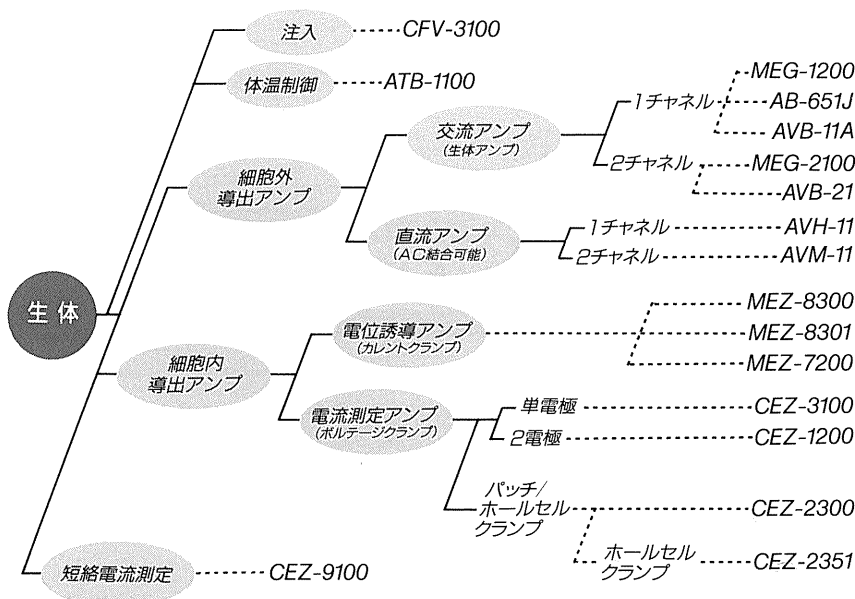 注入 CFV-3100
体温制御 ATB-1100
細胞外
導出アンプ
交流アンプ
(生体アンプ)
1チャネル
MEG-1200
AB-651J
AVB-11A
2チャネル
MEG-2100
AVB-21
直流アンプ
(AC結合可能)
1チャネル AVH-11
2チャネル AVM-11
生体
細胞内
導出アンプ
電位誘導アンプ
(カレントクランプ)
MEZ-8300
MEZ-8301
MEZ-7200
電流測定アンプ
(ボルテージクランプ)
単電極 CEZ-3100
2電極 CEZ-1200
パッチ/
ホールセル
クランプ
CEZ-2300
ホールセル
クランプ
CEZ-2351
短絡電流測定 CEZ-9100